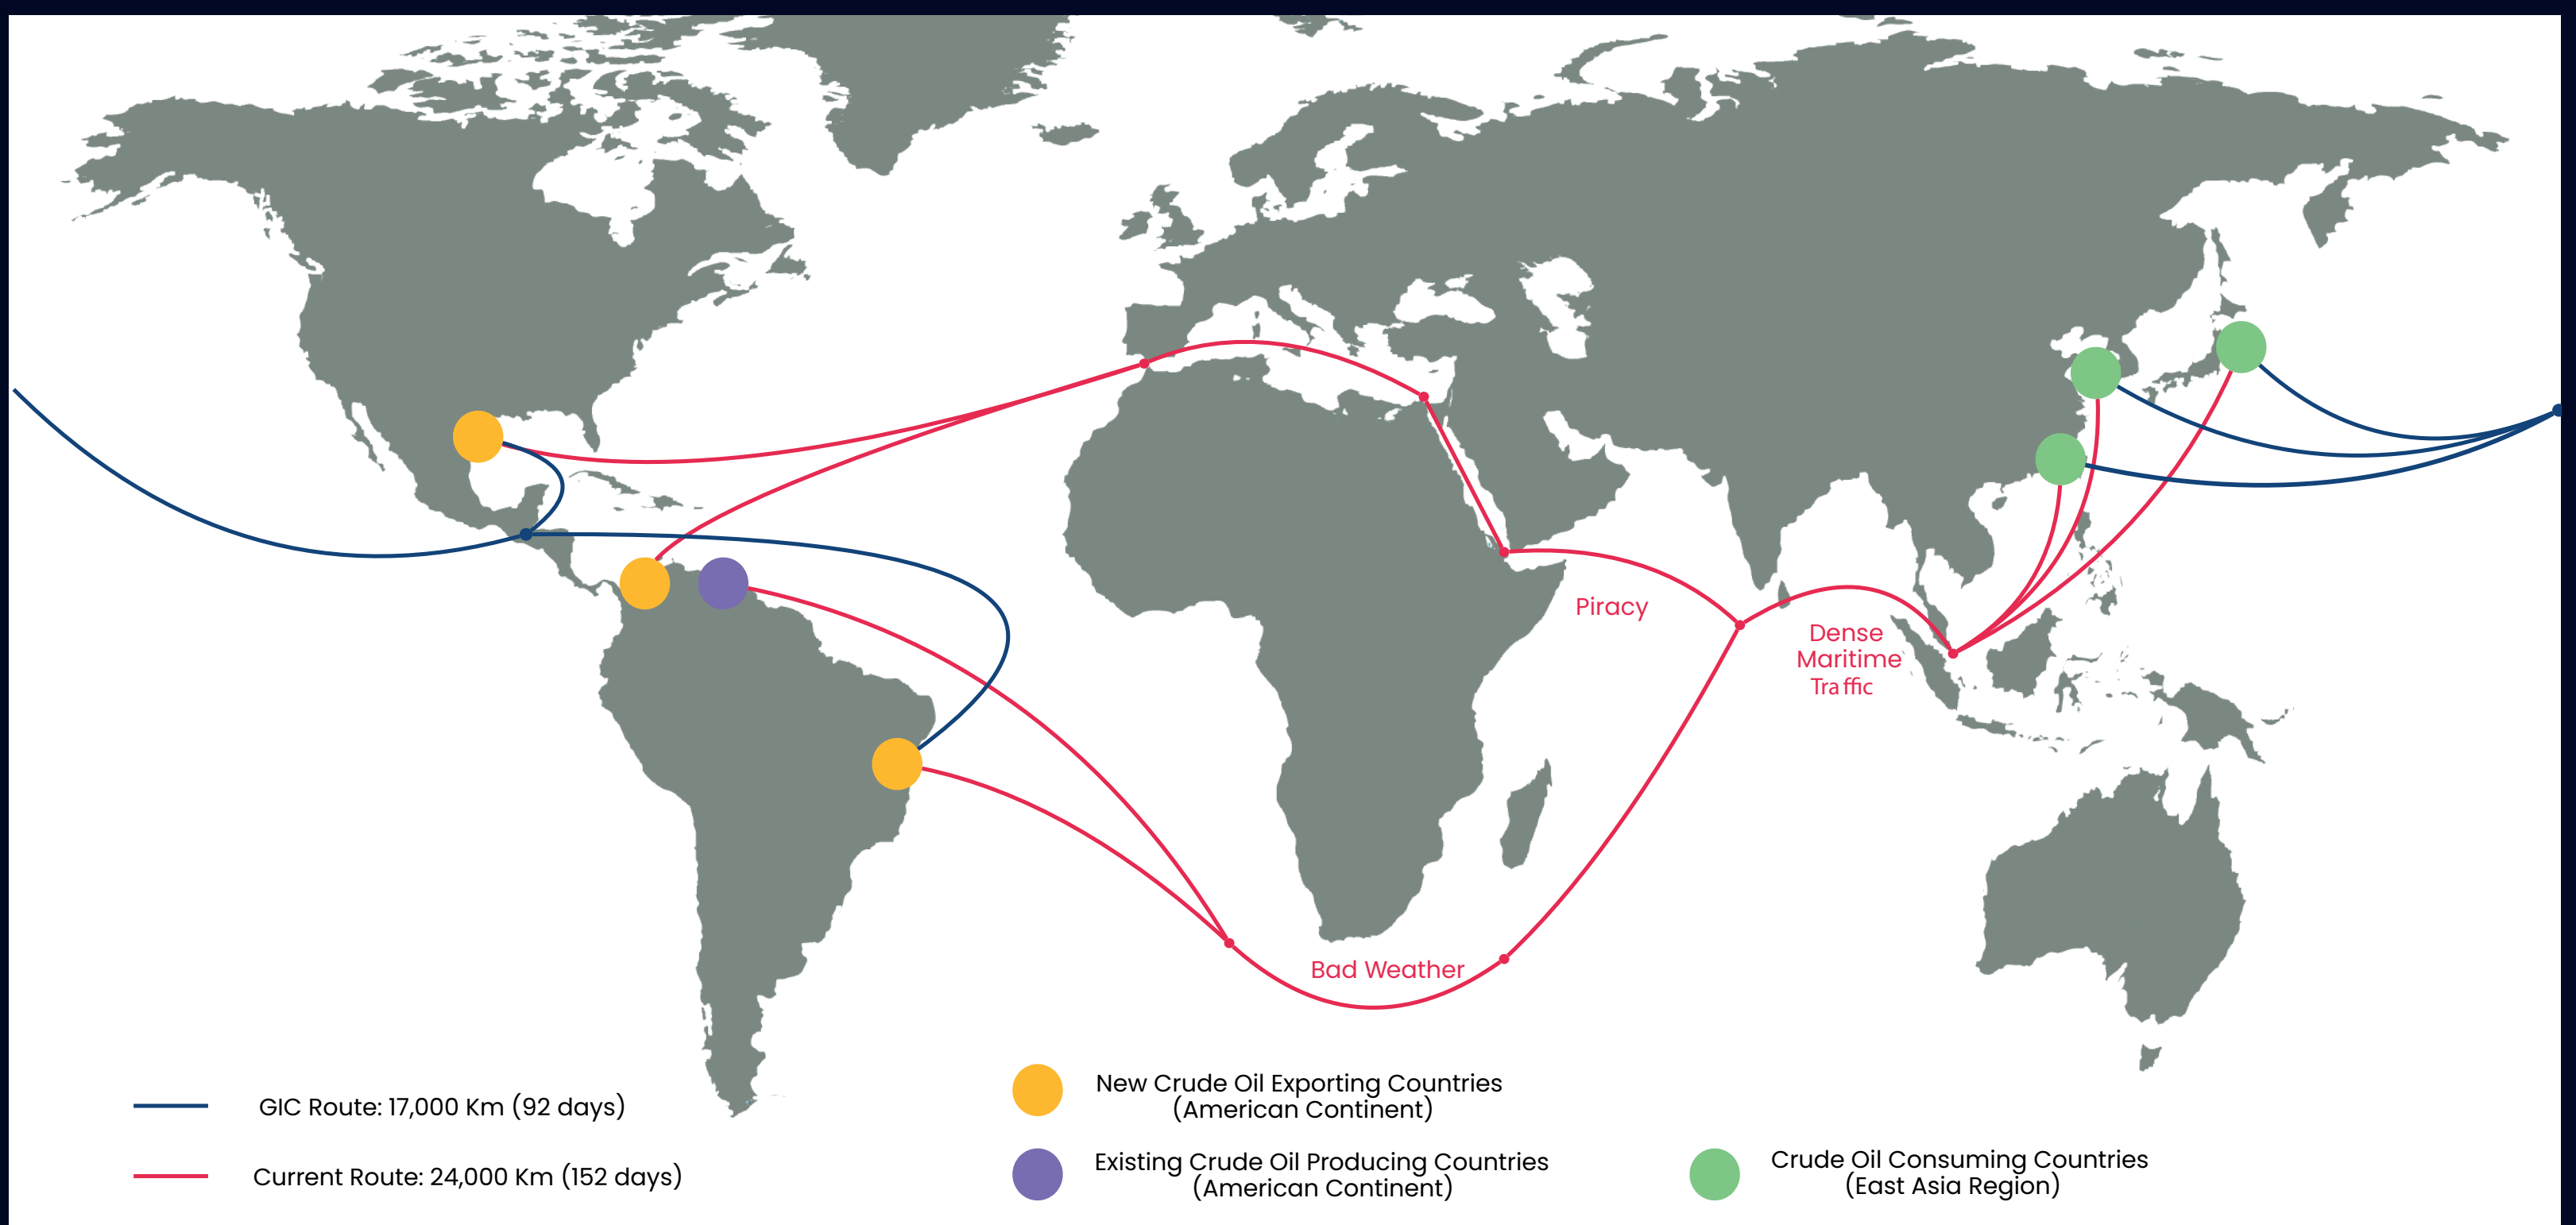 Piracy
Dense
Maritime
Traffic
Bad Weather
GIC Route: 17,000 Km (92 days)
Current Route: 24,000 Km (152 days)
New Crude Oil Exporting Countries
(American Continent)
Existing Crude Oil Producing Countries
(American Continent)
Crude Oil Consuming Countries
(East Asia Region)